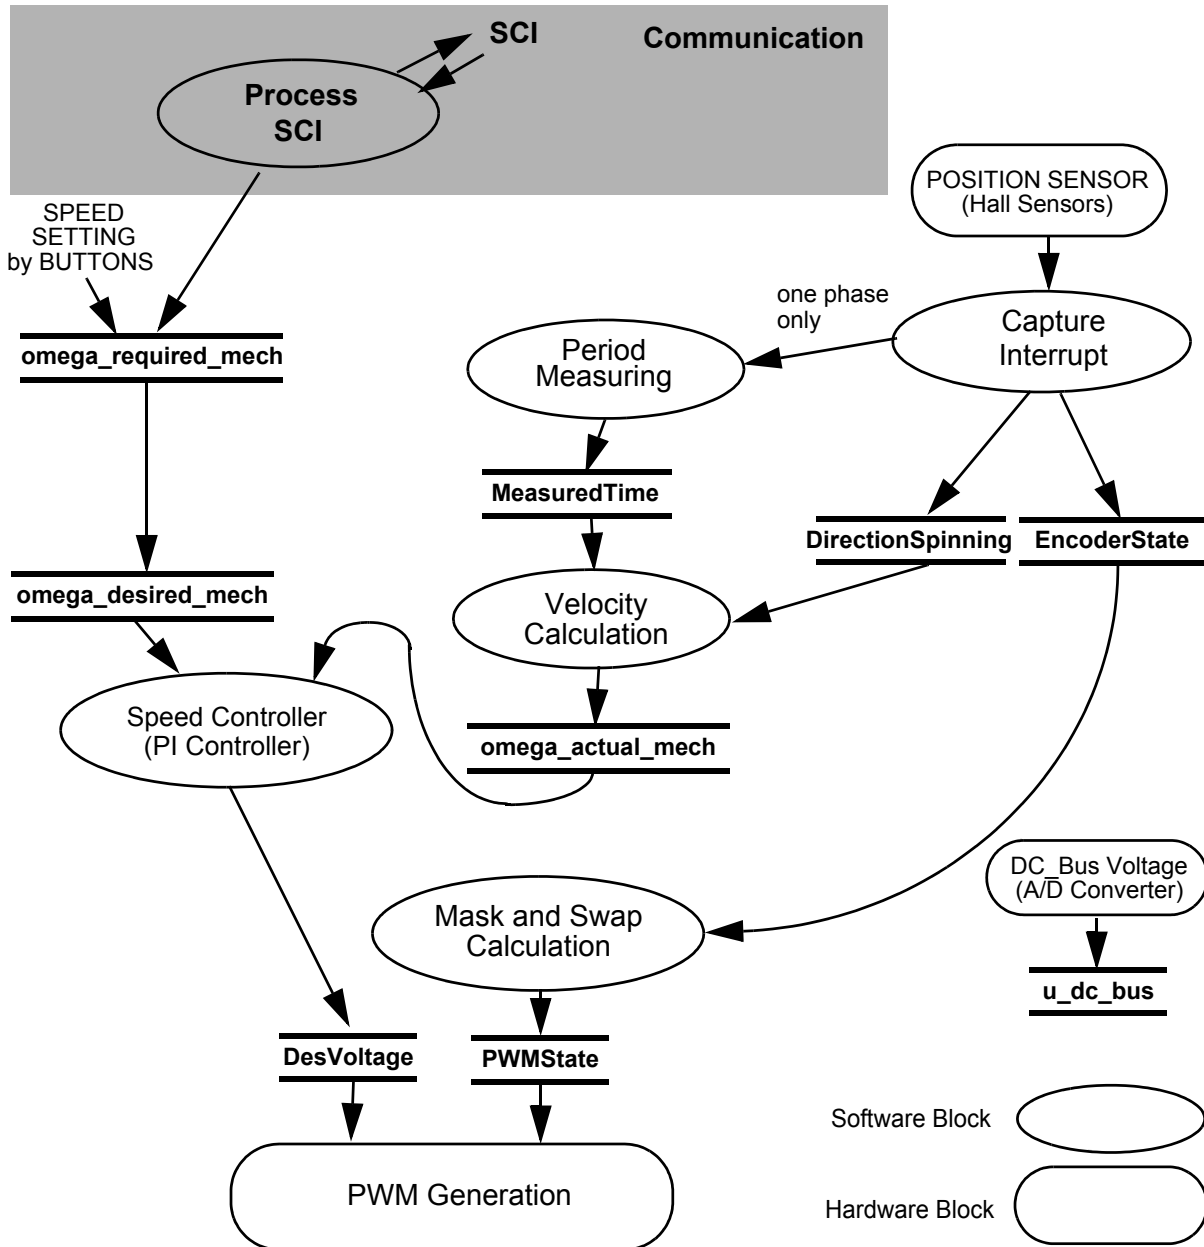 SCI
Communication
Process
SCI
POSITION SENSOR
(Hall Sensors)
SPEED
SETTING
by BUTTONS
one phase
only
Capture
Interrupt
omega_required_mech
Period
Measuring
MeasuredTime
DirectionSpinning
EncoderState
omega_desired_mech
Velocity
Calculation
Speed Controller
(PI Controller)
omega_actual_mech
DC_Bus Voltage
(A/D Converter)
Mask and Swap
Calculation
u_dc_bus
DesVoltage
PWMState
Software Block
PWM Generation
Hardware Block